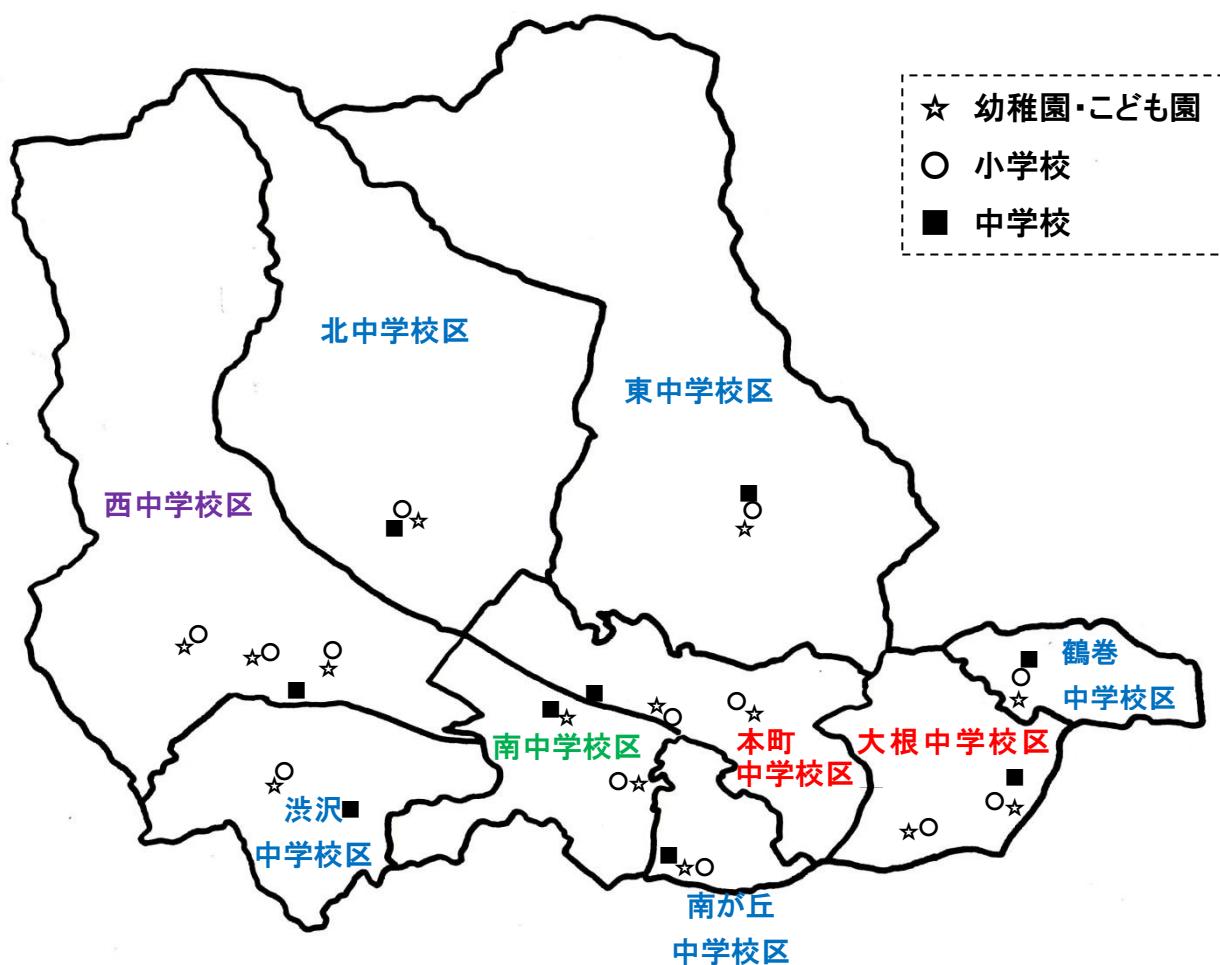 ☆ 幼稚園・こども園
○ 小学校
■ 中学校
北中学校区
東中学校区
西中学校区
鶴巻
中学校区
南中学校区
本町
中学校区
大根中学校区
渋沢
中学校区
南が丘
中学校区